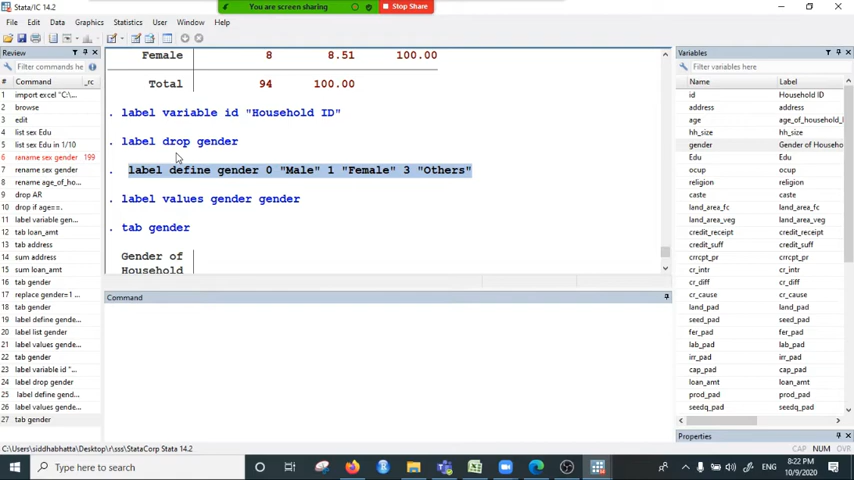 You are screen sharing
Stop Share
Stata/IC 14.2
File Edit Data Graphics Statistics User Window Help
Review
Filter commands he
# Command _rc
1 import excel "C:\...
2 browse
3 edit
4 list sex Edu
5 list sex Edu in 1/10
6 rename sex gender 199
7 rename sex gender
8 rename age_of_ho...
9 drop AR
10 drop if age==.
11 label variable gen...
12 tab loan_amt
13 tab address
14 sum address
15 sum loan_amt
16 tab gender
17 replace gender=1 ...
18 tab gender
19 label define gende...
20 label list gender
21 label values gende...
22 tab gender
23 label variable id "...
24 label drop gender
25 label define gend...
26 label values gende...
27 tab gender
Female 8 8.51 100.00
Total 94 100.00
. label variable id "Household ID"
. label drop gender
. label define gender 0 "Male" 1 "Female" 3 "Others"
. label values gender gender
. tab gender
Gender of
Household
Command
Variables
Filter variables here
Name Label
id Household ID
address address
age age_of_househol
hh_size hh_size
gender Gender of Househo
Edu Edu
ocup ocup
religion religion
caste caste
land_area_fc land_area_fc
land_area_veg land_area_veg
credit_receipt credit_receipt
credit_suff credit_suff
crrcpt_pr crrcpt_pr
cr_intr cr_intr
cr_diff cr_diff
cr_cause cr_cause
land_pad land_pad
seed_pad seed_pad
fer_pad fer_pad
lab_pad lab_pad
irr_pad irr_pad
cap_pad cap_pad
loan_amt loan_amt
prod_pad prod_pad
seedq_pad seedq_pad
Properties
C:\Users\siddhabhatta\Desktop\r\sss\StataCorp Stata 14.2
CAP NUM OVR
Type here to search
ENG
8:22 PM
10/9/2020